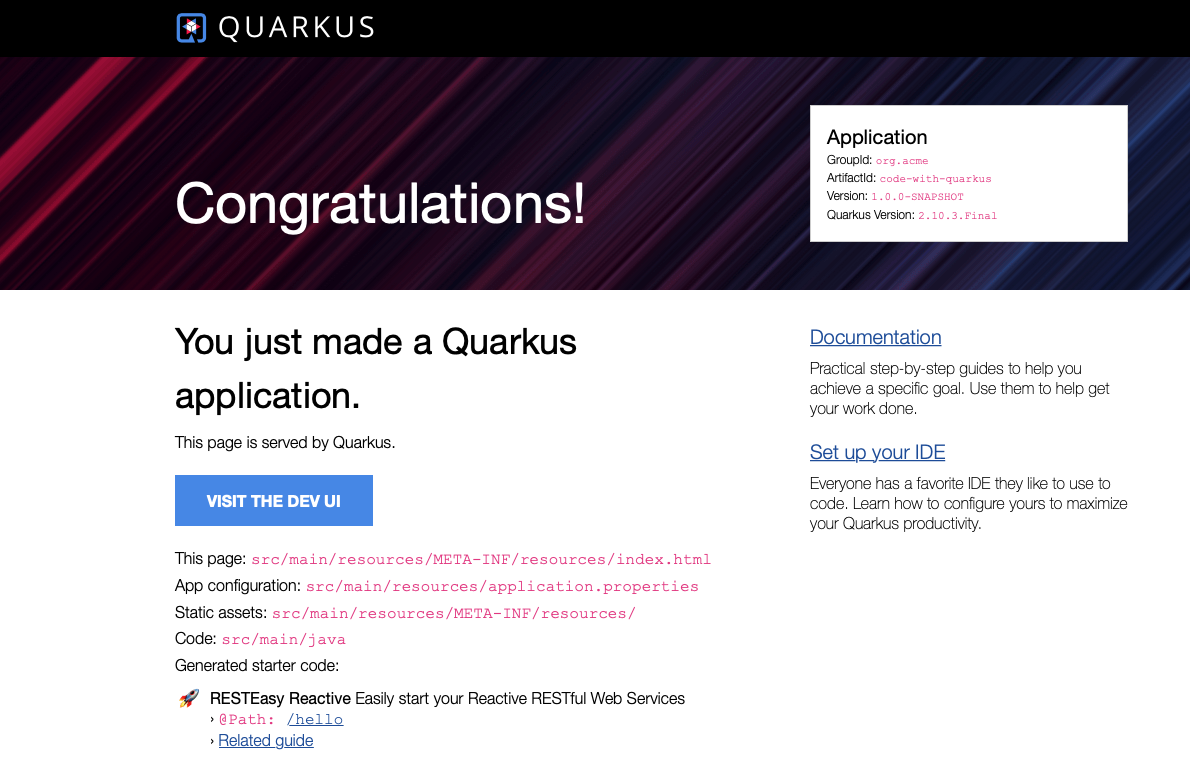 QUARKUS
Congratulations!
Application
GroupId: org.acme
ArtifactId: code-with-quarkus
Version: 1.0.0-SNAPSHOT
Quarkus Version: 2.10.3.Final
You just made a Quarkus
application.
This page is served by Quarkus.
VISIT THE DEV UI
This page: src/main/resources/META-INF/resources/index.html
App configuration: src/main/resources/application.properties
Static assets: src/main/resources/META-INF/resources/
Code: src/main/java
Generated starter code:
🚀 RESTEasy Reactive Easily start your Reactive RESTful Web Services
› @Path: /hello
› Related guide
Documentation
Practical step-by-step guides to help you
achieve a specific goal. Use them to help get
your work done.
Set up your IDE
Everyone has a favorite IDE they like to use to
code. Learn how to configure yours to maximize
your Quarkus productivity.